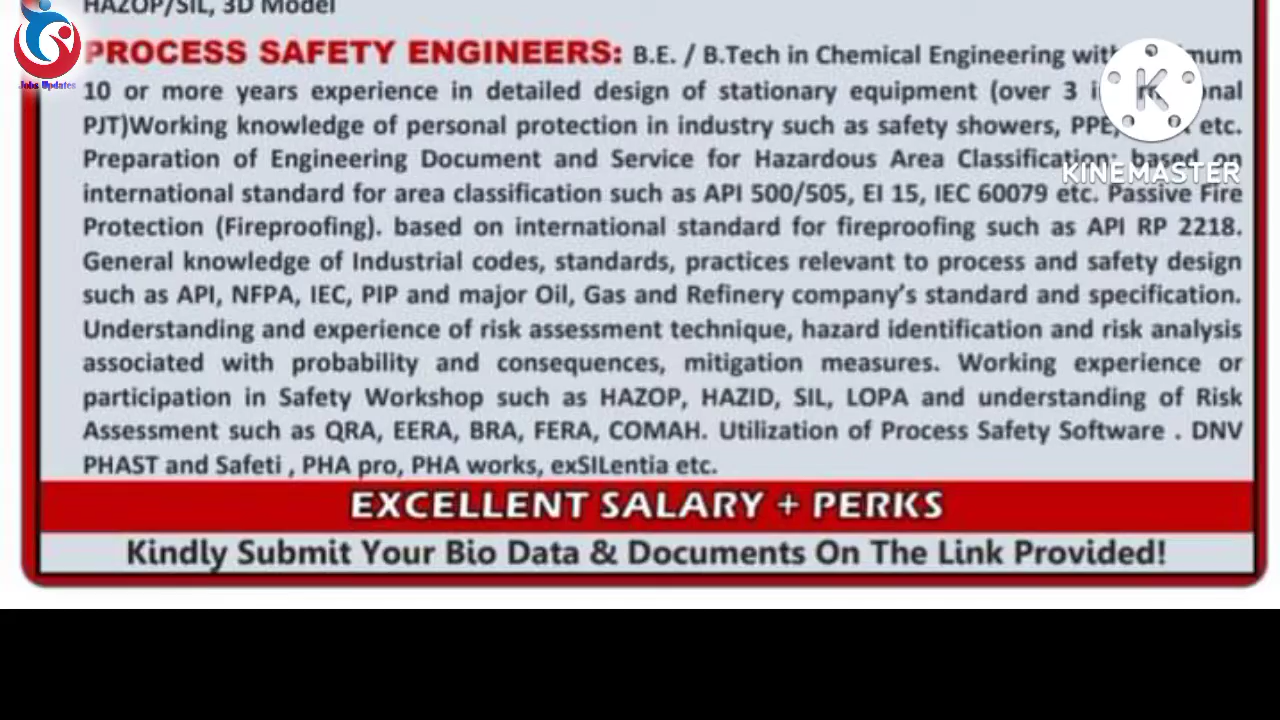 HAZOP/SIL, 3D Model
PROCESS SAFETY ENGINEERS: B.E. / B.Tech in Chemical Engineering with
10 or more years experience in detailed design of stationary equipment (over 3
PJT)Working knowledge of personal protection in industry such as safety showers, PPE, etc.
Preparation of Engineering Document and Service for Hazardous Area Classification: based on
international standard for area classification such as API 500/505, EI 15, IEC 60079 etc. Passive Fire
Protection (Fireproofing). based on international standard for fireproofing such as API RP 2218.
General knowledge of Industrial codes, standards, practices relevant to process and safety design
such as API, NFPA, IEC, PIP and major Oil, Gas and Refinery company's standard and specification.
Understanding and experience of risk assessment technique, hazard identification and risk analysis
associated with probability and consequences, mitigation measures. Working experience or
participation in Safety Workshop such as HAZOP, HAZID, SIL, LOPA and understanding of Risk
Assessment such as QRA, EERA, BRA, FERA, COMAH. Utilization of Process Safety Software . DNV
PHAST and Safeti , PHA pro, PHA works, exSILentia etc.
EXCELLENT SALARY + PERKS
Kindly Submit Your Bio Data & Documents On The Link Provided!
Jobs Updates
K
KINEMASTER